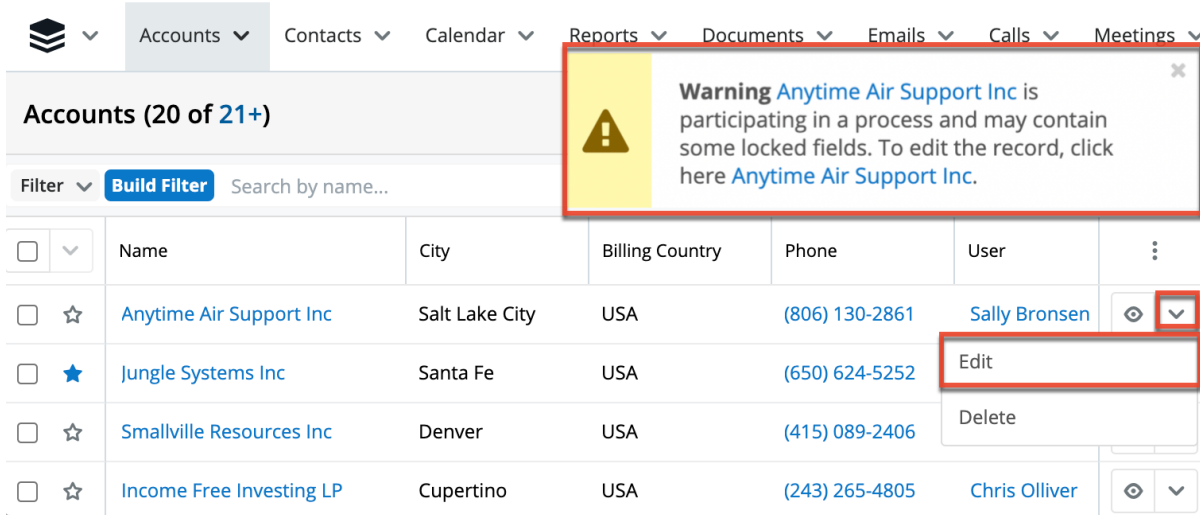 Accounts Contacts Calendar Reports Documents Emails Calls Meetings
Accounts (20 of 21+)
Warning Anytime Air Support Inc is
participating in a process and may contain
some locked fields. To edit the record, click
here Anytime Air Support Inc.
Filter Build Filter Search by name...
Name City Billing Country Phone User
Anytime Air Support Inc Salt Lake City USA (806) 130-2861 Sally Bronsen
Edit
Jungle Systems Inc Santa Fe USA (650) 624-5252
Delete
Smallville Resources Inc Denver USA (415) 089-2406
Income Free Investing LP Cupertino USA (243) 265-4805 Chris Olliver